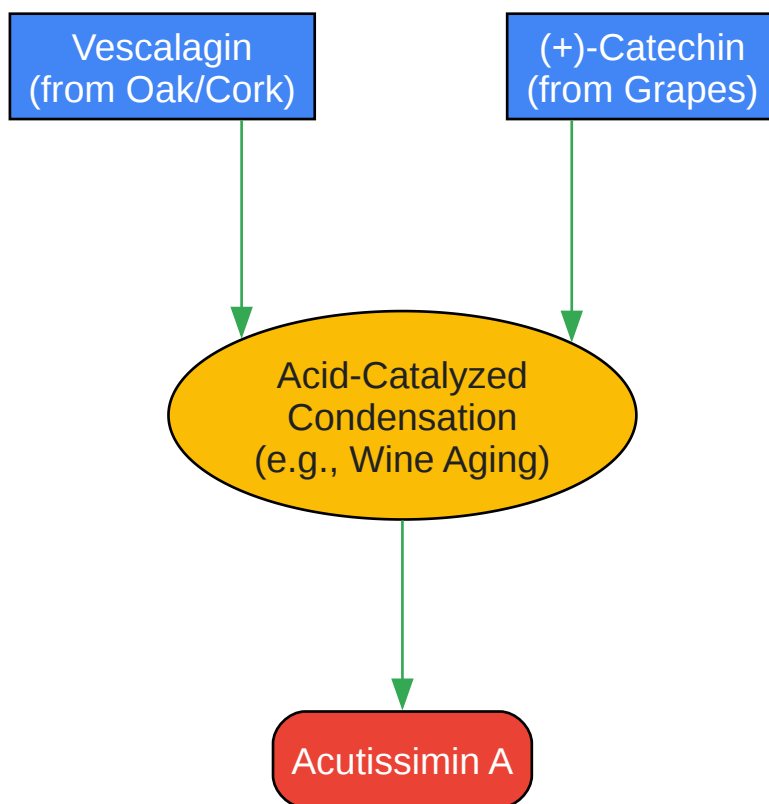 Vescalagin
(from Oak/Cork)
(+)-Catechin
(from Grapes)
Acid-Catalyzed
Condensation
(e.g., Wine Aging)
Acutissimin A